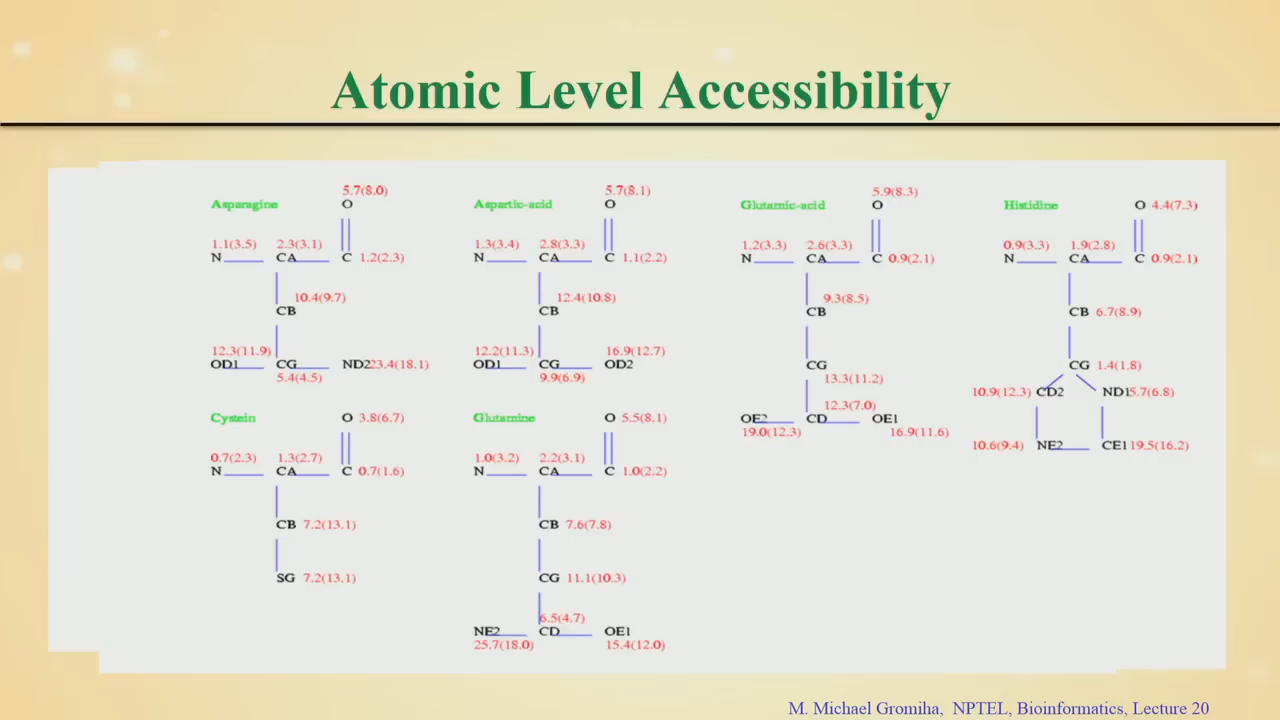 Atomic Level Accessibility
5.7(8.0) 5.7(8.1) 5.9(8.3)
Asparagine O Aspartic-acid O Glutamic-acid O Histidine O 4.4(7.3)
1.1(3.5) 2.3(3.1) 1.3(3.4) 2.8(3.3) 1.2(3.3) 2.6(3.3) 0.9(3.3) 1.9(2.8)
N CA C 1.2(2.3) N CA C 1.1(2.2) N CA C 0.9(2.1) N CA C 0.9(2.1)
10.4(9.7) 12.4(10.8) 9.3(8.5)
CB CB CB CB 6.7(8.9)
12.3(11.9) 12.2(11.3) 16.9(12.7)
OD1 CG ND2 23.4(18.1) OD1 CG OD2 CG CG 1.4(1.8)
5.4(4.5) 9.9(6.9) 13.3(11.2)
10.9(12.3) CD2 ND1 5.7(6.8)
12.3(7.0)
Cystein O 3.8(6.7) Glutamine O 5.5(8.1) OE2 CD OE1
19.0(12.3) 16.9(11.6)
10.6(9.4) NE2 CE1 19.5(16.2)
0.7(2.3) 1.3(2.7) 1.0(3.2) 2.2(3.1)
N CA C 0.7(1.6) N CA C 1.0(2.2)
CB 7.2(13.1) CB 7.6(7.8)
SG 7.2(13.1) CG 11.1(10.3)
6.5(4.7)
NE2 CD OE1
25.7(18.0) 15.4(12.0)
M. Michael Gromiha, NPTEL, Bioinformatics, Lecture 20